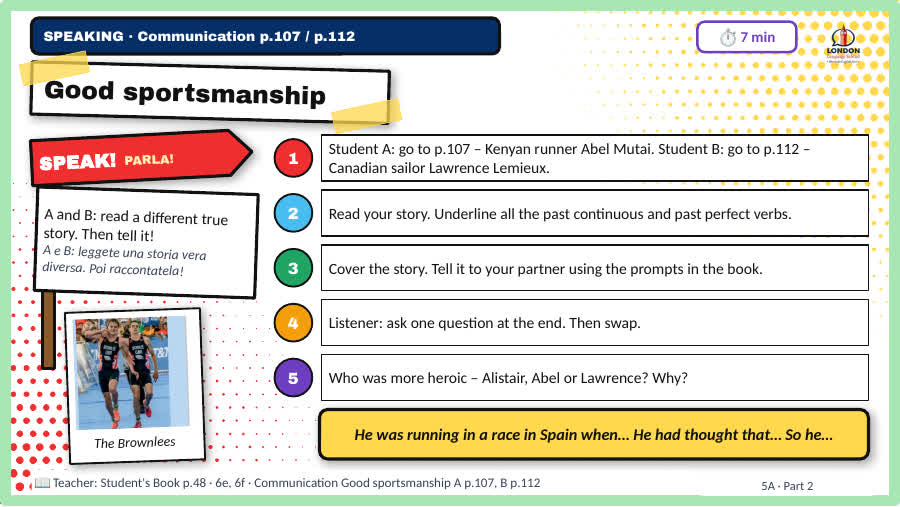 SPEAKING · Communication p.107 / p.112
⏱️ 7 min
LONDON
Good sportsmanship
SPEAK! PARLA!
A and B: read a different true
story. Then tell it!
A e B: leggete una storia vera
diversa. Poi raccontatela!
The Brownlees
1
Student A: go to p.107 – Kenyan runner Abel Mutai. Student B: go to p.112 –
Canadian sailor Lawrence Lemieux.
2
Read your story. Underline all the past continuous and past perfect verbs.
3
Cover the story. Tell it to your partner using the prompts in the book.
4
Listener: ask one question at the end. Then swap.
5
Who was more heroic – Alistair, Abel or Lawrence? Why?
He was running in a race in Spain when... He had thought that... So he...
📖 Teacher: Student's Book p.48 · 6e, 6f · Communication Good sportsmanship A p.107, B p.112
5A · Part 2